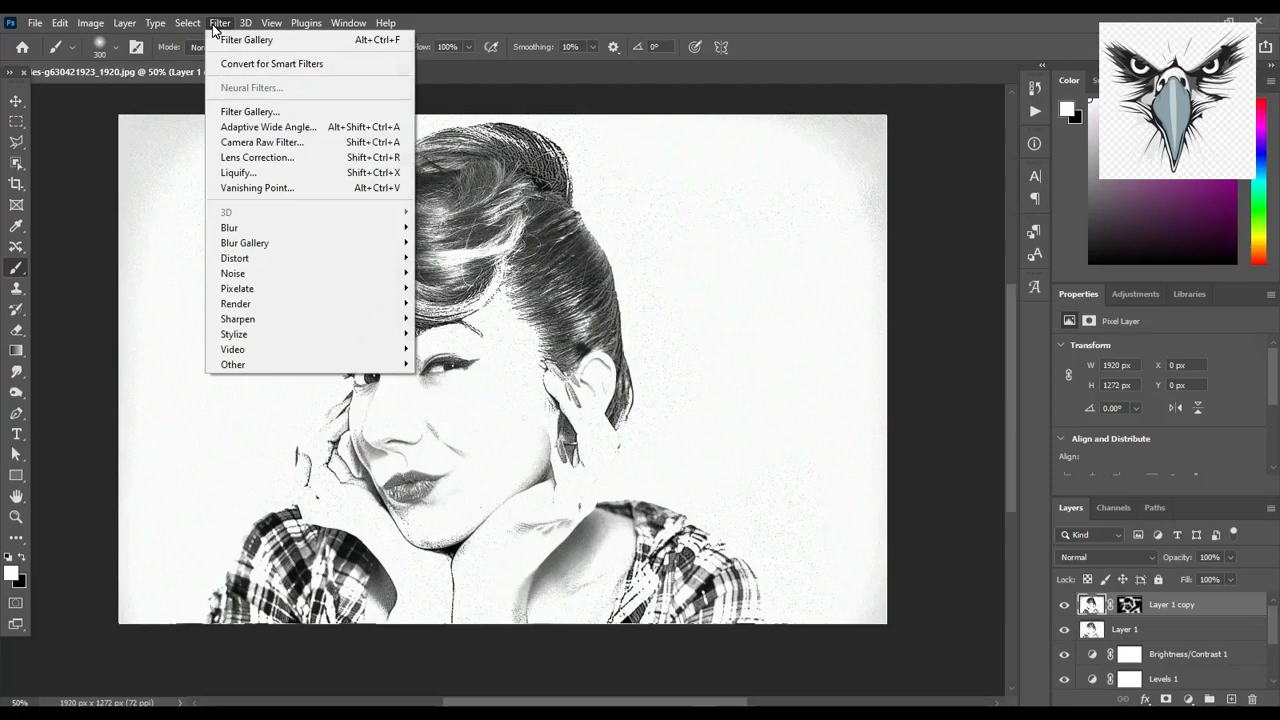 Ps File Edit Image Layer Type Select Filter 3D View Plugins Window Help
300 Mode: Flow: 100% Smoothing: 10% 0°
_1920.jpg @ 50% (Layer 1
Filter Gallery Alt+Ctrl+F
Convert for Smart Filters
Neural Filters...
Filter Gallery...
Adaptive Wide Angle... Alt+Shift+Ctrl+A
Camera Raw Filter... Shift+Ctrl+A
Lens Correction... Shift+Ctrl+R
Liquify... Shift+Ctrl+X
Vanishing Point... Alt+Ctrl+V
3D
Blur
Blur Gallery
Distort
Noise
Pixelate
Render
Sharpen
Stylize
Video
Other
Color
Properties Adjustments Libraries
Pixel Layer
Transform
W 1920 px X 0 px
H 1272 px Y 0 px
0.00°
Align and Distribute
Align:
Layers Channels Paths
Kind
Normal Opacity: 100%
Lock: Fill: 100%
Layer 1 copy
Layer 1
Brightness/Contrast 1
Levels 1
50% 1920 px x 1272 px (72 ppi)